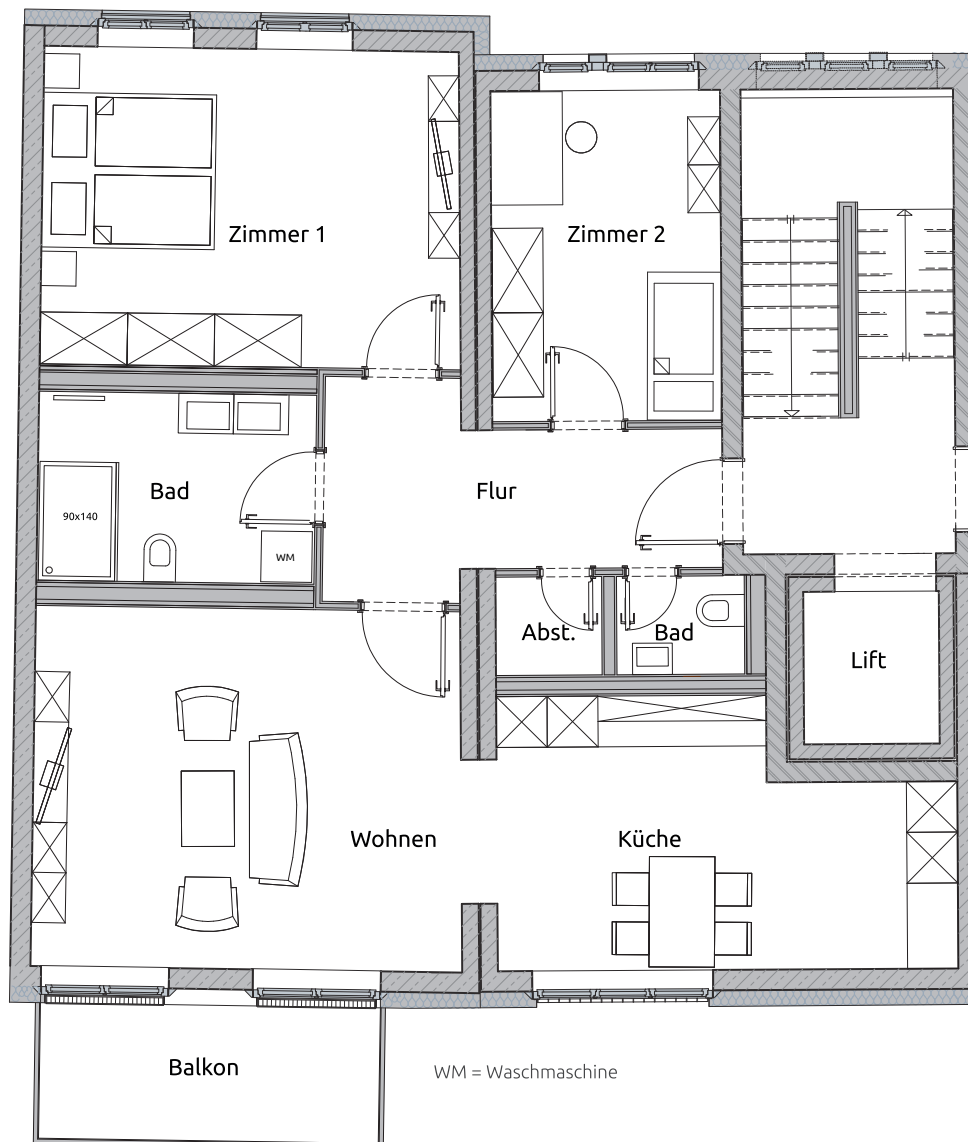 Zimmer 1
Zimmer 2
Bad
Flur
90x140
WM
Abst.
Bad
Lift
Wohnen
Küche
Balkon
WM = Waschmaschine